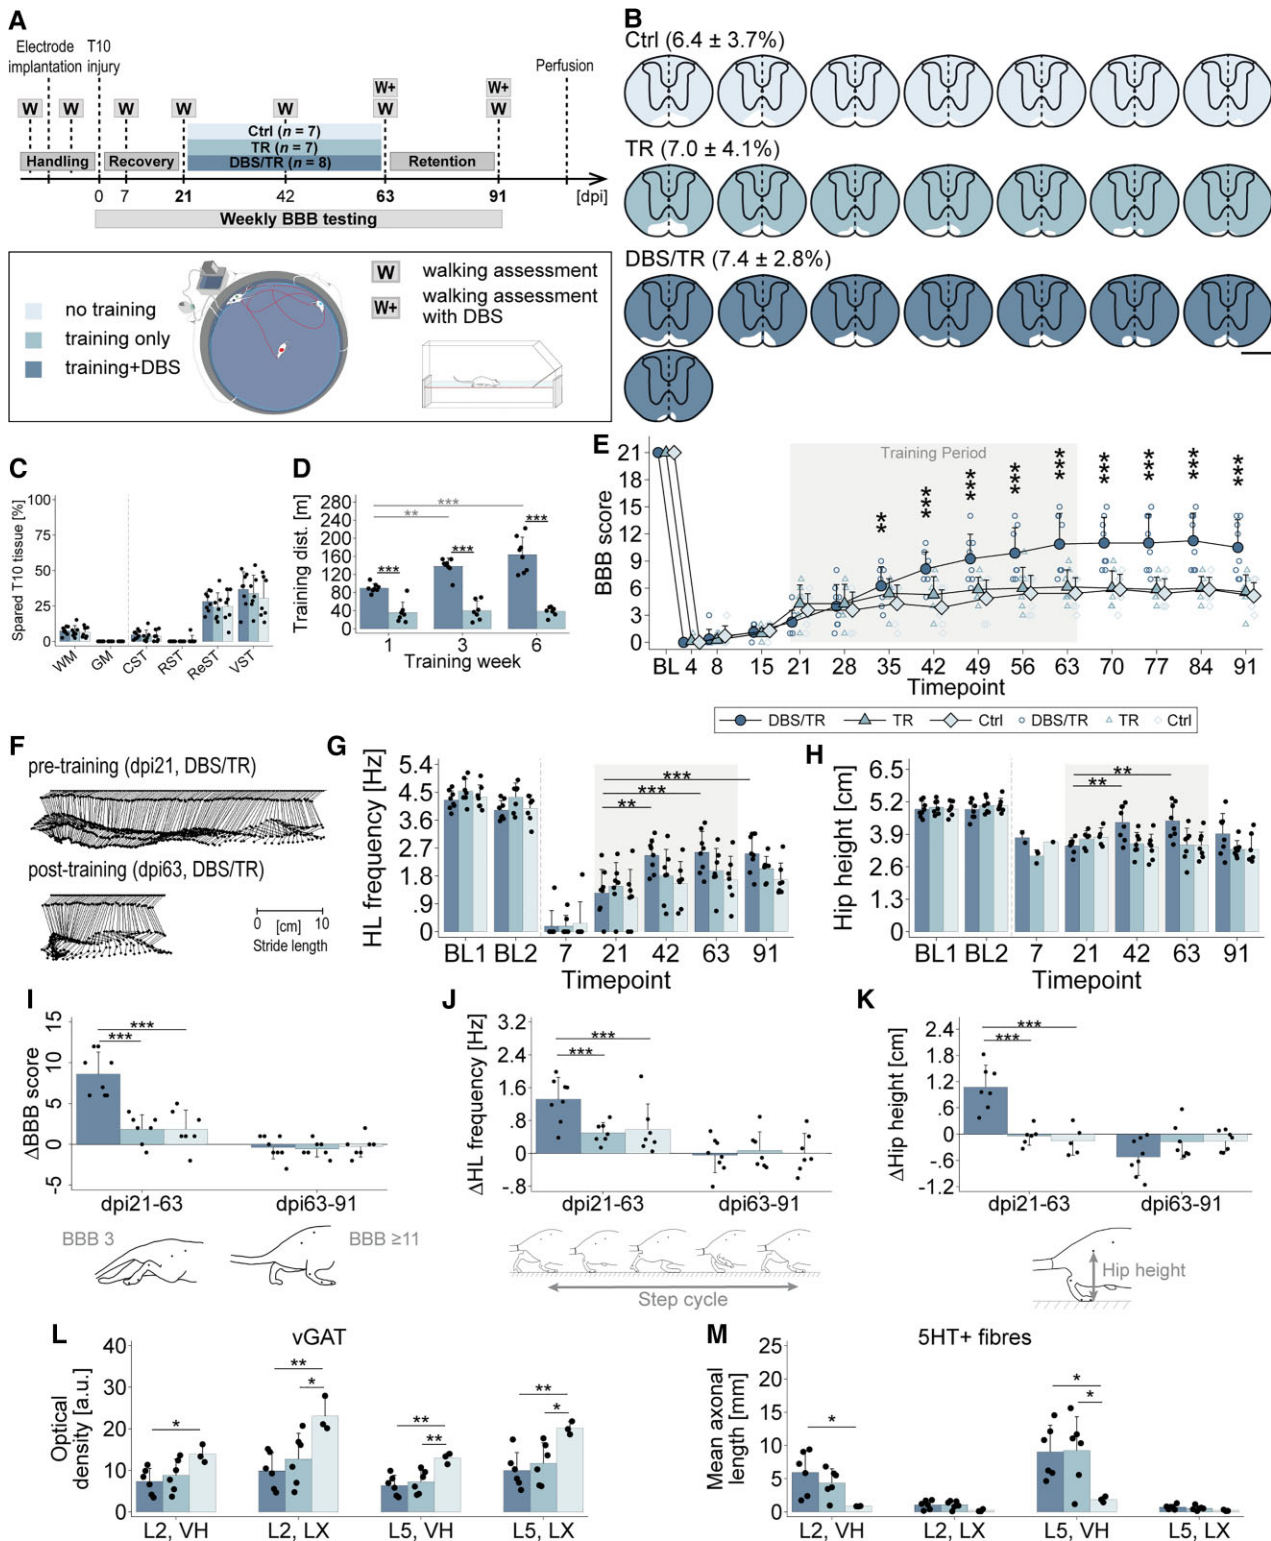 A
Electrode implantation
T10 injury
Perfusion
W+ W+
W W W W W W W
Ctrl (n = 7)
TR (n = 7)
DBS/TR (n = 8)
Handling Recovery Retention
0 7 21 42 63 91 [dpi]
Weekly BBB testing
no training
training only
training+DBS
W walking assessment
W+ walking assessment with DBS
B
Ctrl (6.4 ± 3.7%)
TR (7.0 ± 4.1%)
DBS/TR (7.4 ± 2.8%)
C
Spared T10 tissue [%]
100
75
50
25
0
WM GM CST RST ReST VST
D
Training dist. [m]
280
240
200
160
120
80
40
0
*** ** *** *** ***
1 3 6
Training week
E
Training Period
BBB score
21
18
15
12
9
6
3
0
** *** *** *** *** *** *** *** ***
BL 4 8 15 21 28 35 42 49 56 63 70 77 84 91
Timepoint
DBS/TR TR Ctrl DBS/TR TR Ctrl
F
pre-training (dpi21, DBS/TR)
post-training (dpi63, DBS/TR)
0 [cm] 10
Stride length
G
HL frequency [Hz]
5.4
4.5
3.6
2.7
1.8
.9
0
***
***
**
BL1 BL2 7 21 42 63 91
Timepoint
H
Hip height [cm]
6.5
5.2
3.9
2.6
1.3
0
**
**
BL1 BL2 7 21 42 63 91
Timepoint
I
ΔBBB score
15
10
5
0
-5
***
***
dpi21-63 dpi63-91
BBB 3 BBB ≥11
J
ΔHL frequency [Hz]
3.2
2.4
1.6
.8
0
-.8
***
***
dpi21-63 dpi63-91
Step cycle
K
ΔHip height [cm]
2.4
1.8
1.2
.6
0
-.6
-1.2
***
***
dpi21-63 dpi63-91
Hip height
L
vGAT
Optical density [a.u.]
40
30
20
10
0
* ** * ** ** ** *
L2, VH L2, LX L5, VH L5, LX
M
5HT+ fibres
Mean axonal length [mm]
25
20
15
10
5
0
* * *
L2, VH L2, LX L5, VH L5, LX